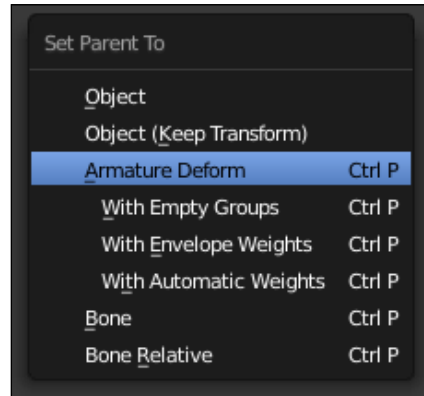 Set Parent To
Object
Object (Keep Transform)
Armature Deform Ctrl P
With Empty Groups Ctrl P
With Envelope Weights Ctrl P
With Automatic Weights Ctrl P
Bone Ctrl P
Bone Relative Ctrl P